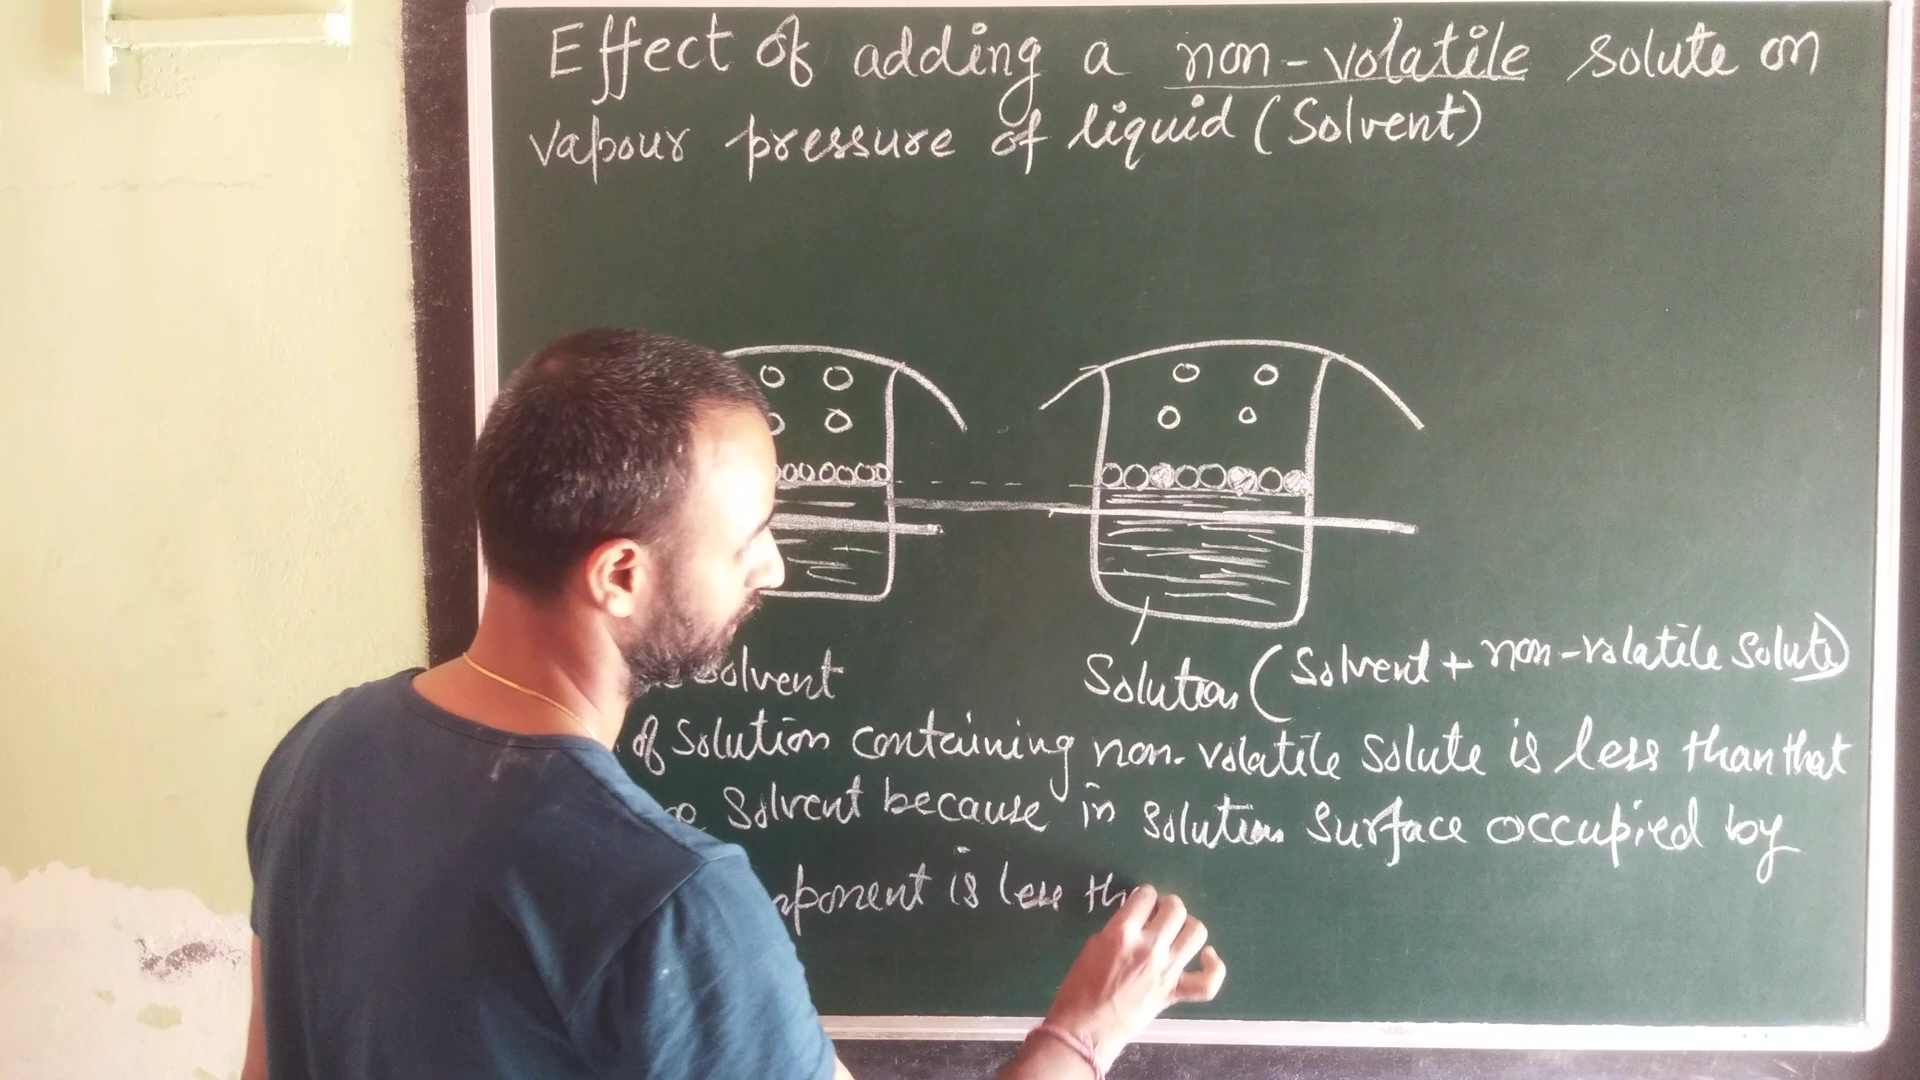 Effect of adding a non-volatile solute on
vapour pressure of liquid (Solvent)
Solvent
Solution (Solvent + non-volatile Solute)
of Solution containing non-volatile Solute is less than that
Solvent because in Solution Surface occupied by
is less